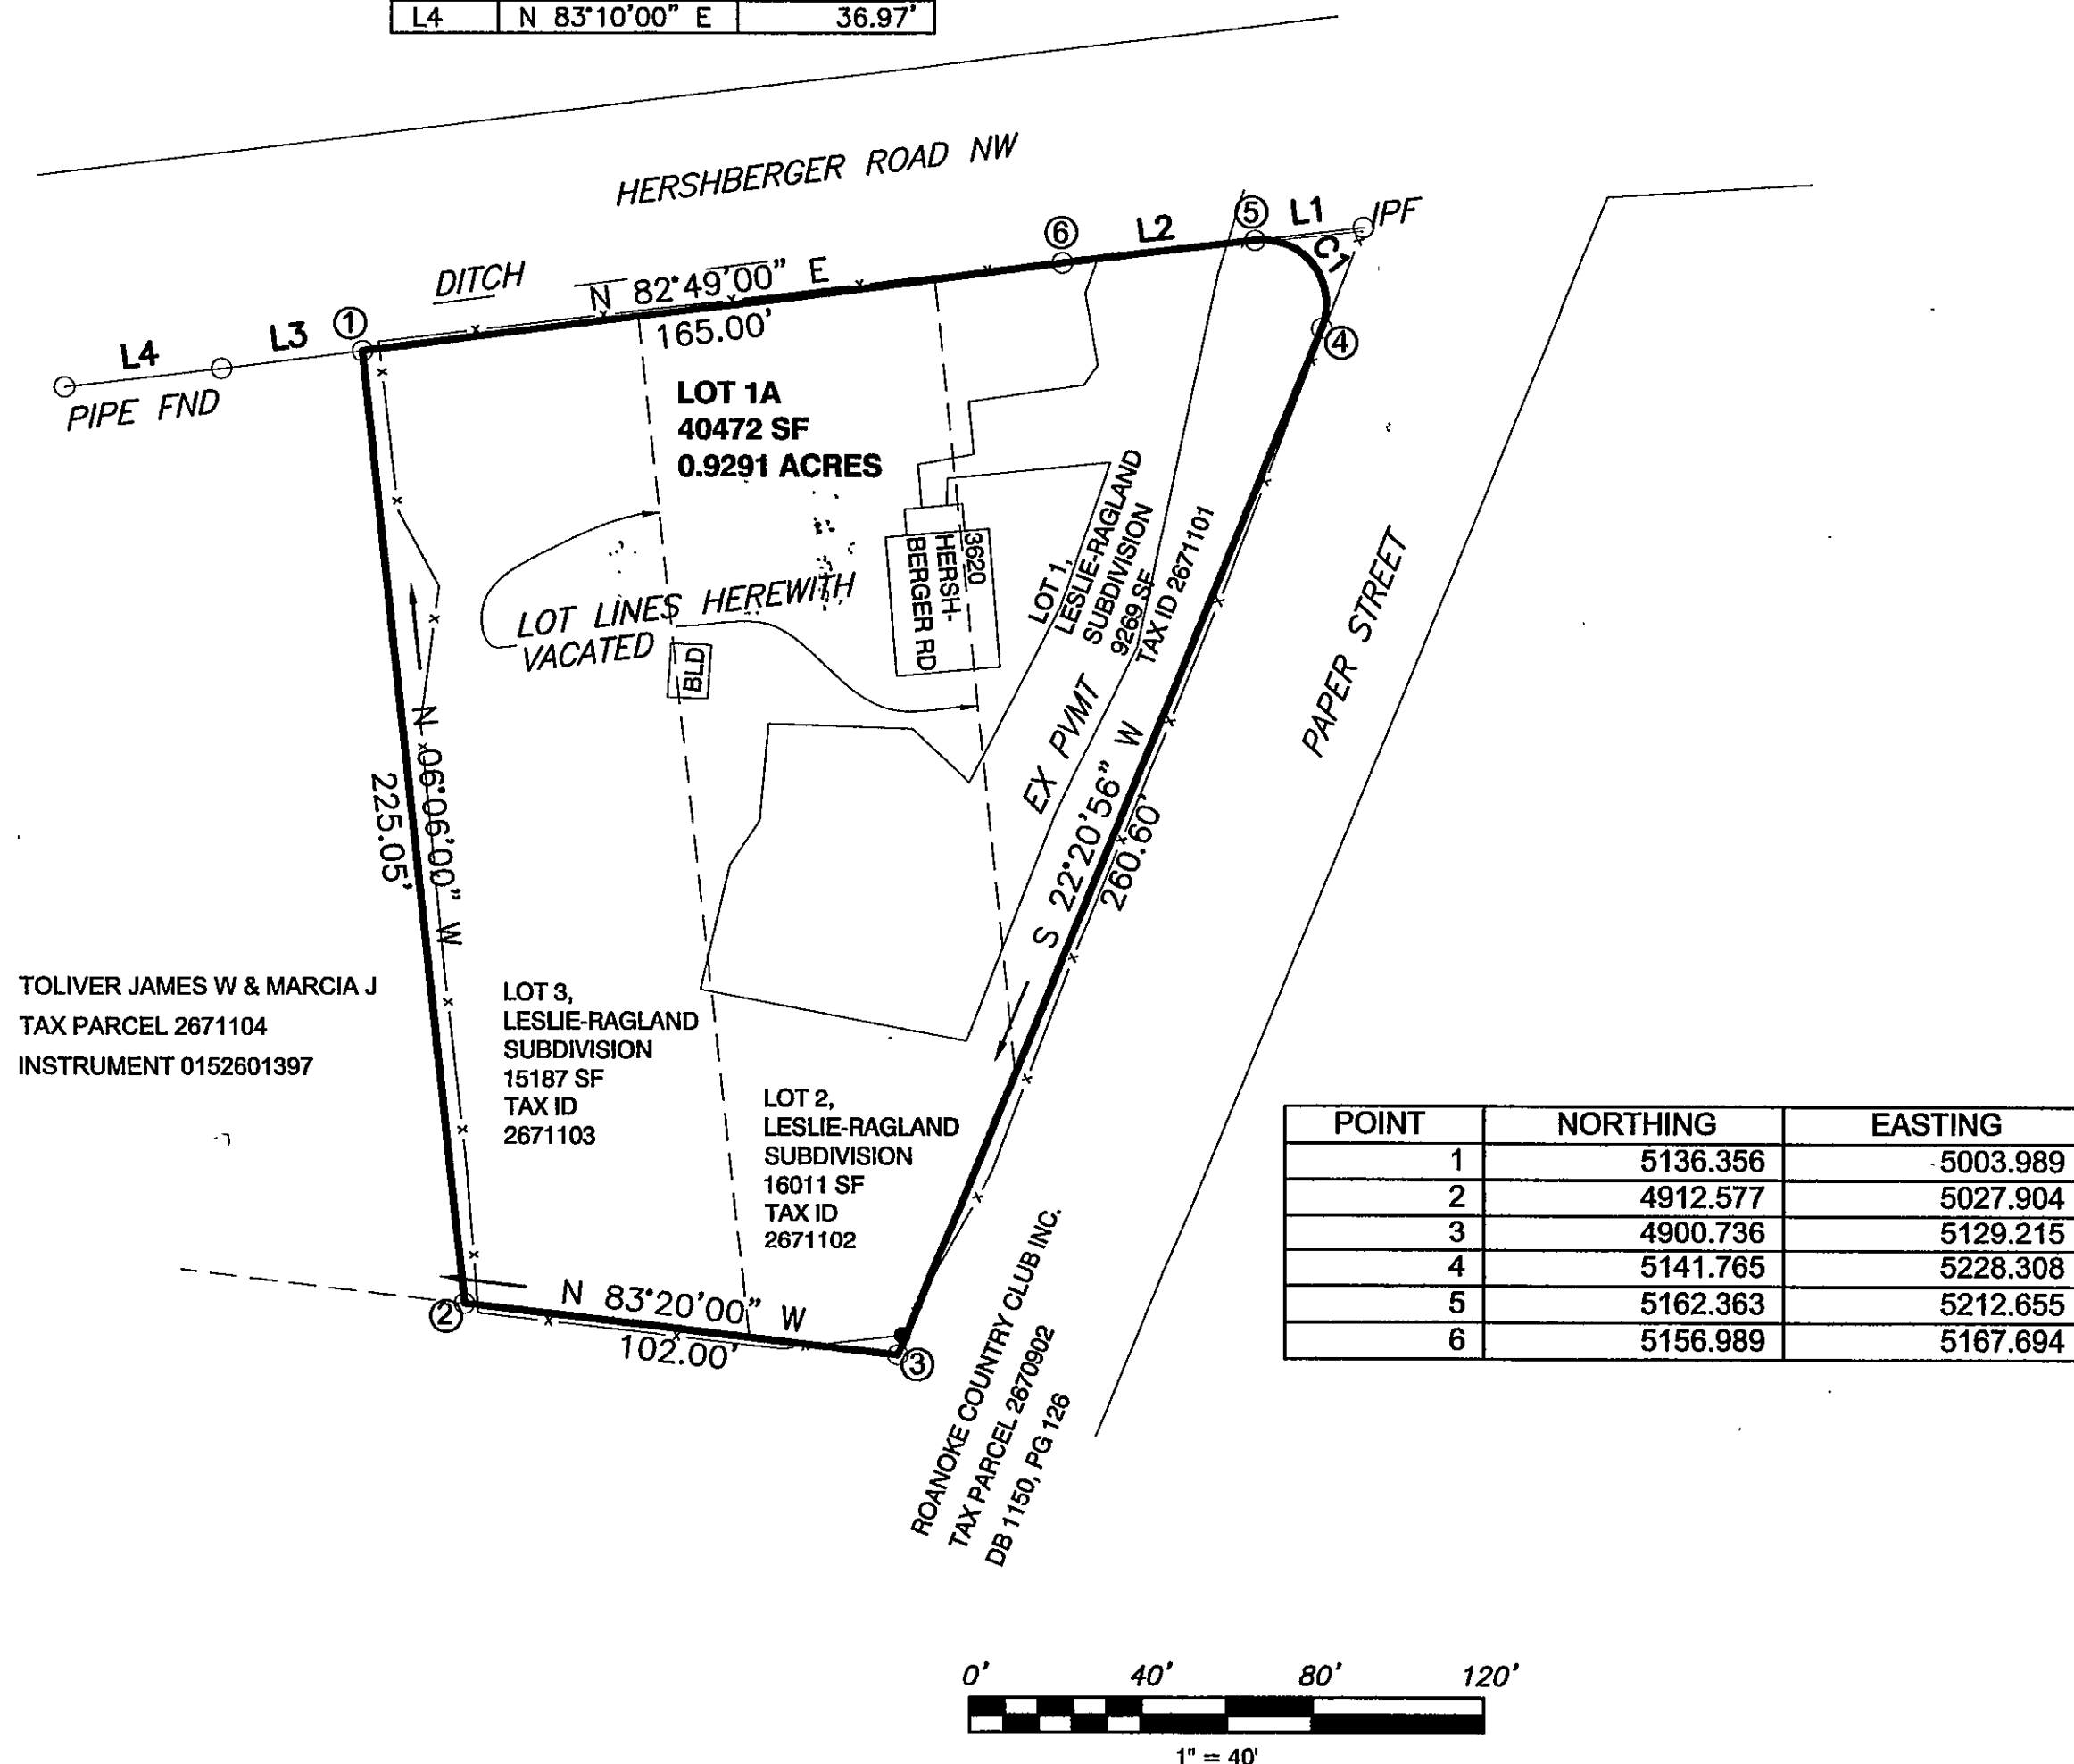 L4 N 83°10'00" E 36.97'
HERSHBERGER ROAD NW
DITCH
N 82°49'00" E
165.00'
L4
L3
1
6
L2
5
L1
IPF
C1
4
PIPE FND
LOT 1A
40472 SF
0.9291 ACRES
LOT LINES HEREWITH
VACATED
BLD
3620
HERSH-
BERGER RD
LOT 1,
LESLIE-RAGLAND
SUBDIVISION
9269 SF
TAX ID 2671101
EX PVMT
PAPER STREET
S 22°20'56" W
260.60'
N 06°06'00" W
225.05'
TOLIVER JAMES W & MARCIA J
TAX PARCEL 2671104
INSTRUMENT 0152601397
LOT 3,
LESLIE-RAGLAND
SUBDIVISION
15187 SF
TAX ID
2671103
LOT 2,
LESLIE-RAGLAND
SUBDIVISION
16011 SF
TAX ID
2671102
2
N 83°20'00" W
102.00'
3
ROANOKE COUNTRY CLUB INC.
TAX PARCEL 2670902
DB 1150, PG 126
POINT NORTHING EASTING
1 5136.356 5003.989
2 4912.577 5027.904
3 4900.736 5129.215
4 5141.765 5228.308
5 5162.363 5212.655
6 5156.989 5167.694
0' 40' 80' 120'
1" = 40'